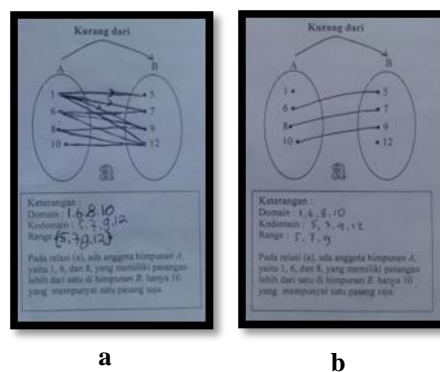 Kurang dari
A
B
1
6
8
10
5
7
9
12
a
Keterangan :
Domain : 1,6,8,10
Kodomain : 5,7,9,12
Range : {5,7,9,12}
Pada relasi (a), ada anggota himpunan A,
yaitu 1, 6, dan 8, yang memiliki pasangan
lebih dari satu di himpunan B. hanya 10
yang mempunyai satu pasang saja.
a
Kurang dari
A
B
1
6
8
10
5
7
9
12
a
Keterangan :
Domain : 1,6,8,10
Kodomain : 5,7,9,12
Range : 5,7,9
Pada relasi (a), ada anggota himpunan A,
yaitu 1, 6, dan 8, yang memiliki pasangan
lebih dari satu di himpunan B. hanya 10
yang mempunyai satu pasang saja.
b